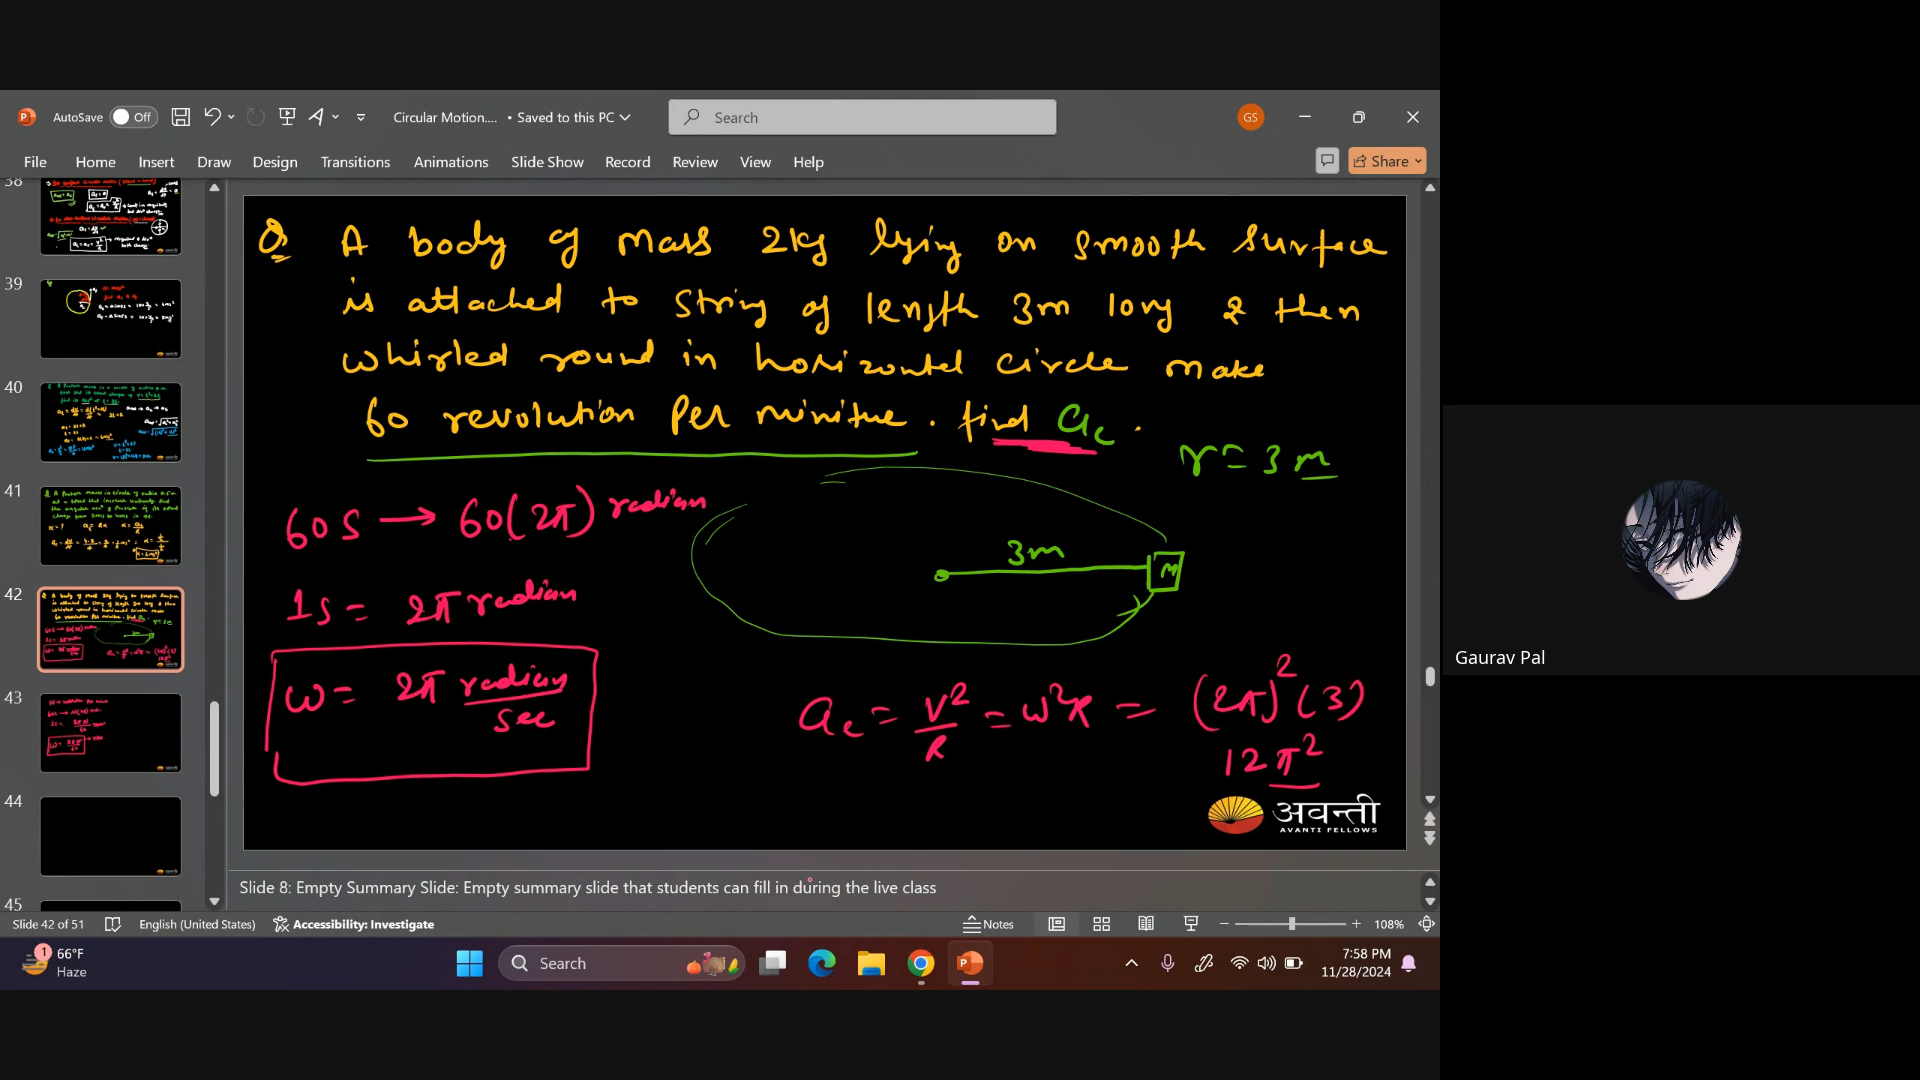 AutoSave Off Circular Motion.... • Saved to this PC Search GS
File Home Insert Draw Design Transitions Animations Slide Show Record Review View Help Share
38
39
40
41
42
43
44
45
Q. A body of mass 2kg lying on smooth surface
is attached to string of length 3m long & then
whirled round in horizontal circle make
60 revolution per minitue. find ac.
r = 3m
60s → 60(2π) radian
3m
m
1s = 2π radian
ω = 2π radian/sec
ac = v²/R = ω²R = (2π)²(3)
12π²
अवन्ती
AVANTI FELLOWS
Slide 8: Empty Summary Slide: Empty summary slide that students can fill in during the live class
Slide 42 of 51 English (United States) Accessibility: Investigate Notes 108%
1
66°F
Haze
Search
7:58 PM
11/28/2024
Gaurav Pal